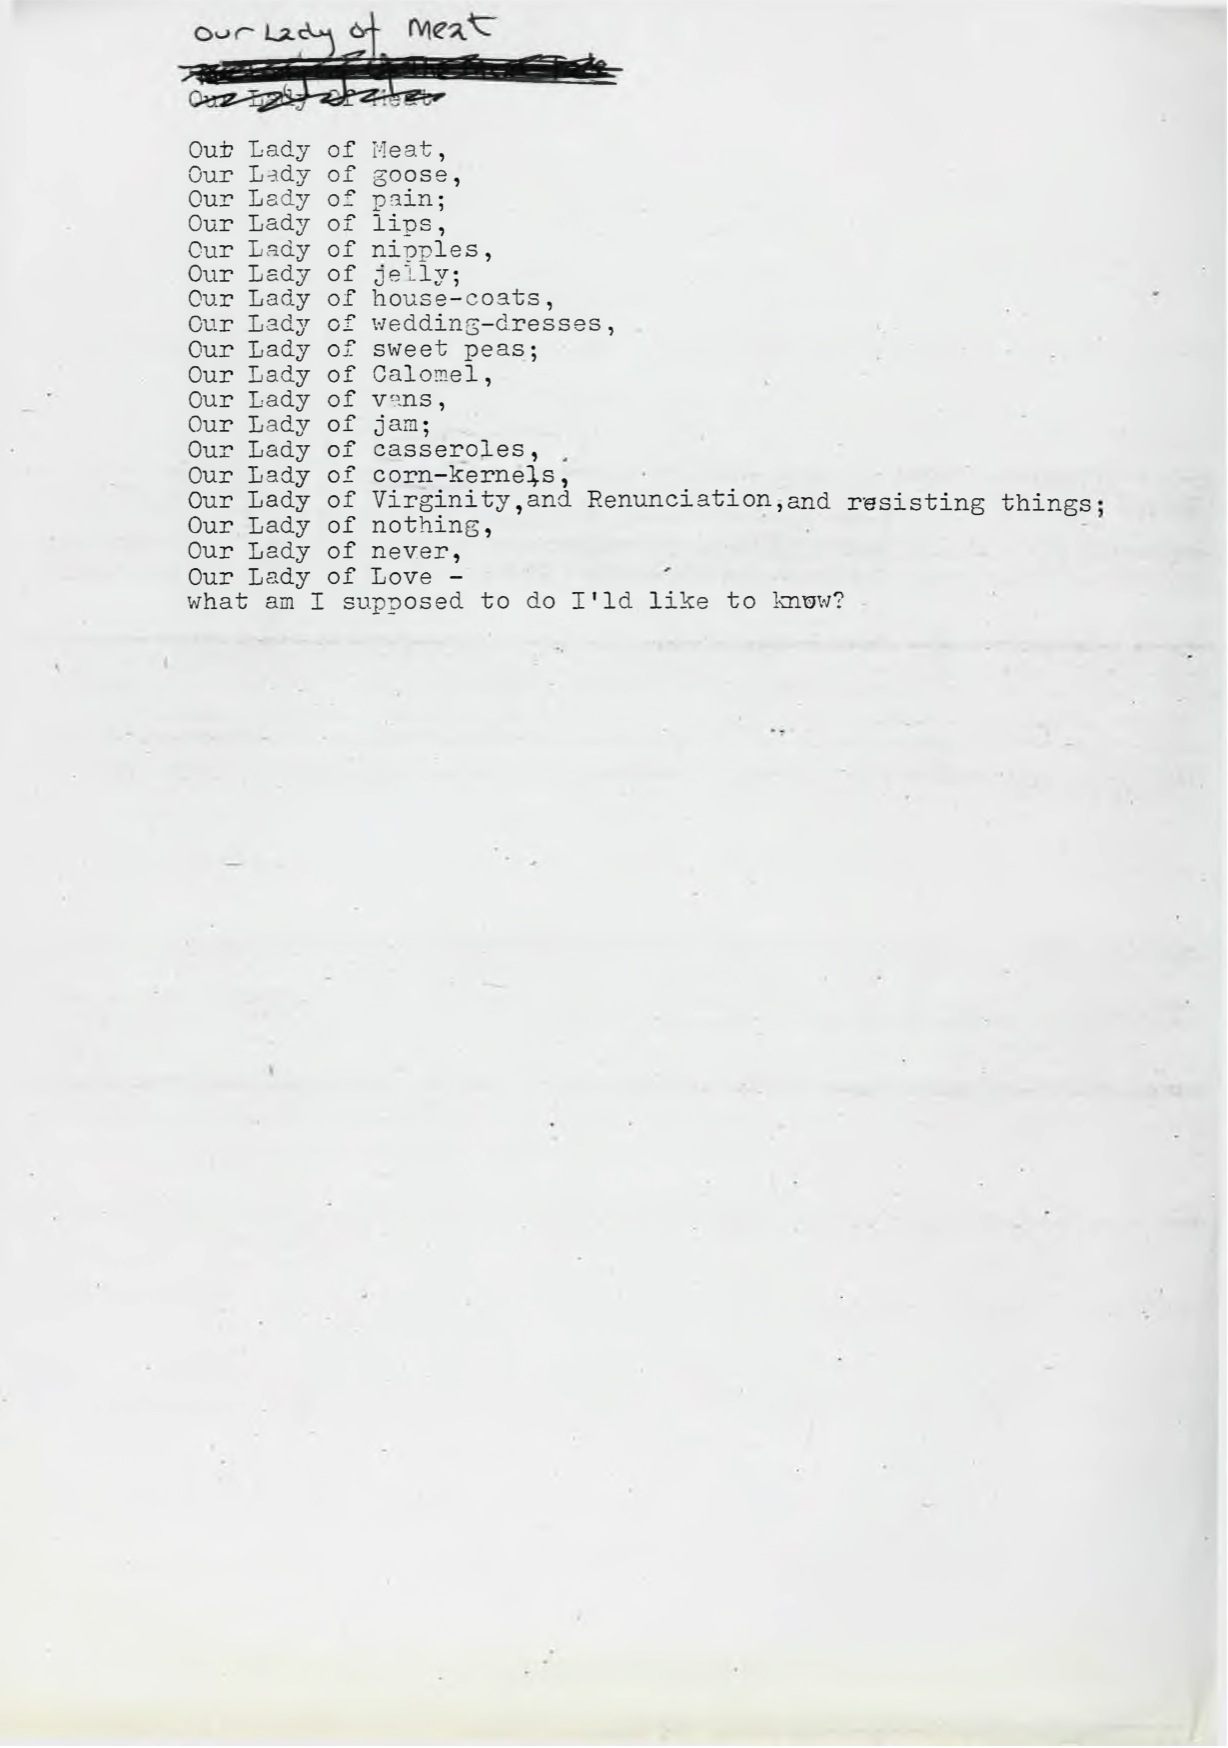 our Lady of Meat
Our Lady Of Meat
Our Lady of Meat,
Our Lady of goose,
Our Lady of pain;
Our Lady of lips,
Our Lady of nipples,
Our Lady of jelly;
Our Lady of house-coats,
Our Lady of wedding-dresses,
Our Lady of sweet peas;
Our Lady of Calomel,
Our Lady of vans,
Our Lady of jam;
Our Lady of casseroles,
Our Lady of corn-kernels,
Our Lady of Virginity,and Renunciation,and resisting things;
Our Lady of nothing,
Our Lady of never,
Our Lady of Love -
what am I supposed to do I'ld like to know?